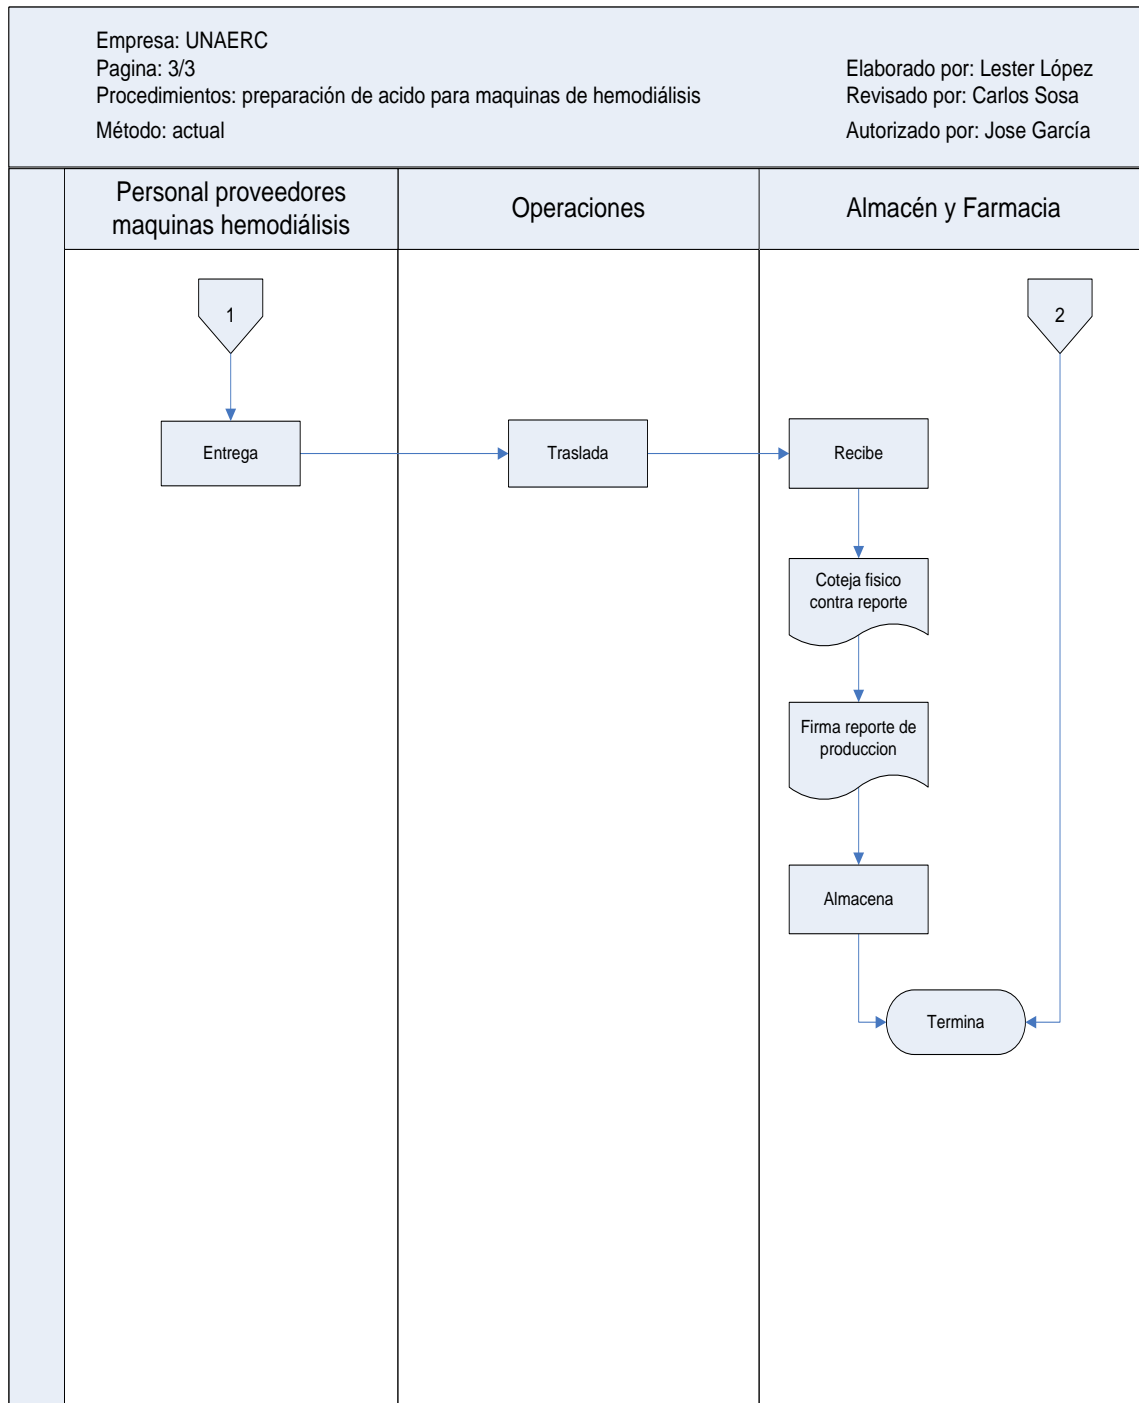 Empresa: UNAERC
Pagina: 3/3
Procedimientos: preparación de acido para maquinas de hemodiálisis
Método: actual
Elaborado por: Lester López
Revisado por: Carlos Sosa
Autorizado por: Jose García
Personal proveedores
maquinas hemodiálisis
Operaciones
Almacén y Farmacia
1
2
Entrega
Traslada
Recibe
Coteja fisico
contra reporte
Firma reporte de
produccion
Almacena
Termina